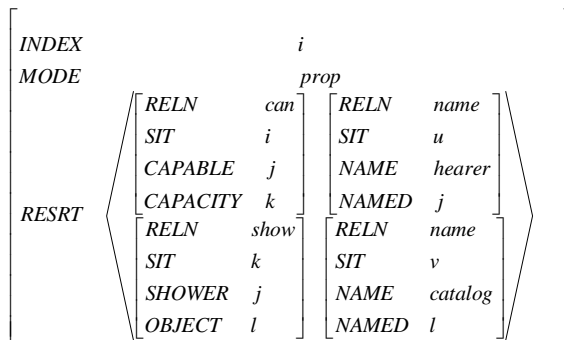 INDEX i
MODE prop
RELN can RELN name
SIT i SIT u
CAPABLE j NAME hearer
CAPACITY k NAMED j
RESRT
RELN show RELN name
SIT k SIT v
SHOWER j NAME catalog
OBJECT l NAMED l